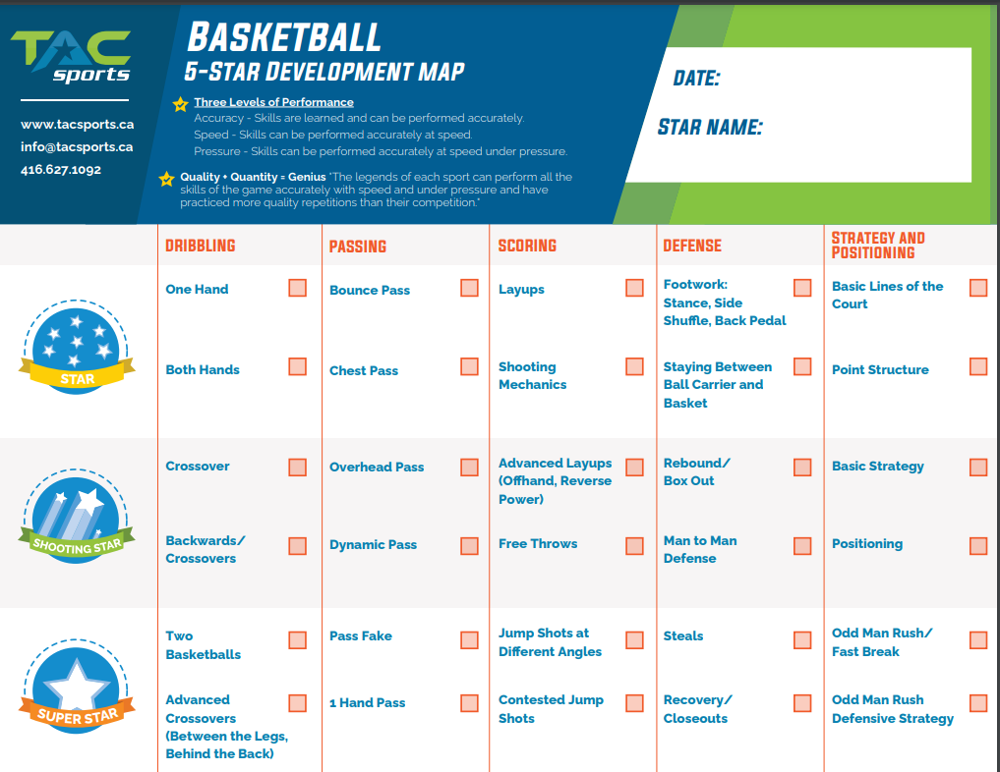 TAC
sports
www.tacsports.ca
info@tacsports.ca
416.627.1092
BASKETBALL
5-STAR DEVELOPMENT MAP
Three Levels of Performance
Accuracy - Skills are learned and can be performed accurately.
Speed - Skills can be performed accurately at speed.
Pressure - Skills can be performed accurately at speed under pressure.
Quality + Quantity = Genius "The legends of each sport can perform all the
skills of the game accurately with speed and under pressure and have
practiced more quality repetitions than their competition."
DATE:
STAR NAME:
DRIBBLING
PASSING
SCORING
DEFENSE
STRATEGY AND
POSITIONING
STAR
One Hand
Bounce Pass
Layups
Footwork:
Stance, Side
Shuffle, Back Pedal
Basic Lines of the
Court
Both Hands
Chest Pass
Shooting
Mechanics
Staying Between
Ball Carrier and
Basket
Point Structure
SHOOTING STAR
Crossover
Overhead Pass
Advanced Layups
(Offhand, Reverse
Power)
Rebound/
Box Out
Basic Strategy
Backwards/
Crossovers
Dynamic Pass
Free Throws
Man to Man
Defense
Positioning
SUPER STAR
Two
Basketballs
Pass Fake
Jump Shots at
Different Angles
Steals
Odd Man Rush/
Fast Break
Advanced
Crossovers
(Between the Legs,
Behind the Back)
1 Hand Pass
Contested Jump
Shots
Recovery/
Closeouts
Odd Man Rush
Defensive Strategy